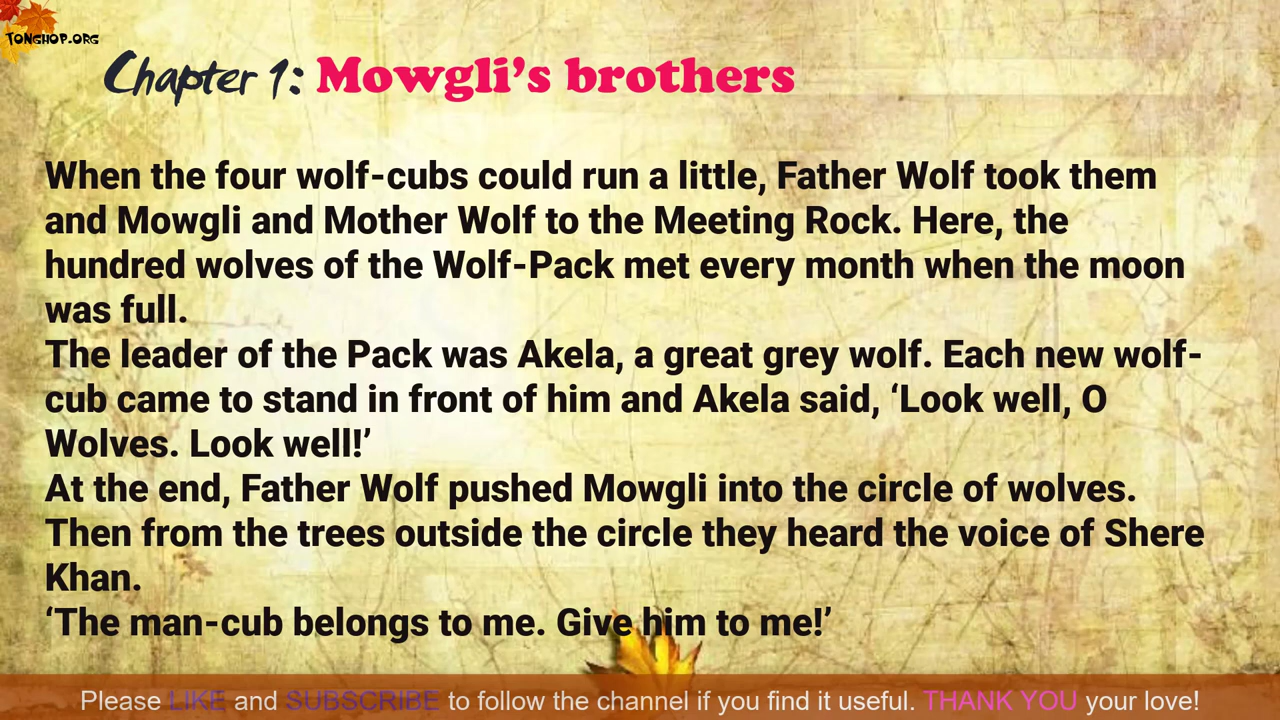 TONGHOP.ORG
Chapter 1: Mowgli’s brothers
When the four wolf-cubs could run a little, Father Wolf took them
and Mowgli and Mother Wolf to the Meeting Rock. Here, the
hundred wolves of the Wolf-Pack met every month when the moon
was full.
The leader of the Pack was Akela, a great grey wolf. Each new wolf-
cub came to stand in front of him and Akela said, ‘Look well, O
Wolves. Look well!’
At the end, Father Wolf pushed Mowgli into the circle of wolves.
Then from the trees outside the circle they heard the voice of Shere
Khan.
‘The man-cub belongs to me. Give him to me!’
Please LIKE and SUBSCRIBE to follow the channel if you find it useful. THANK YOU your love!